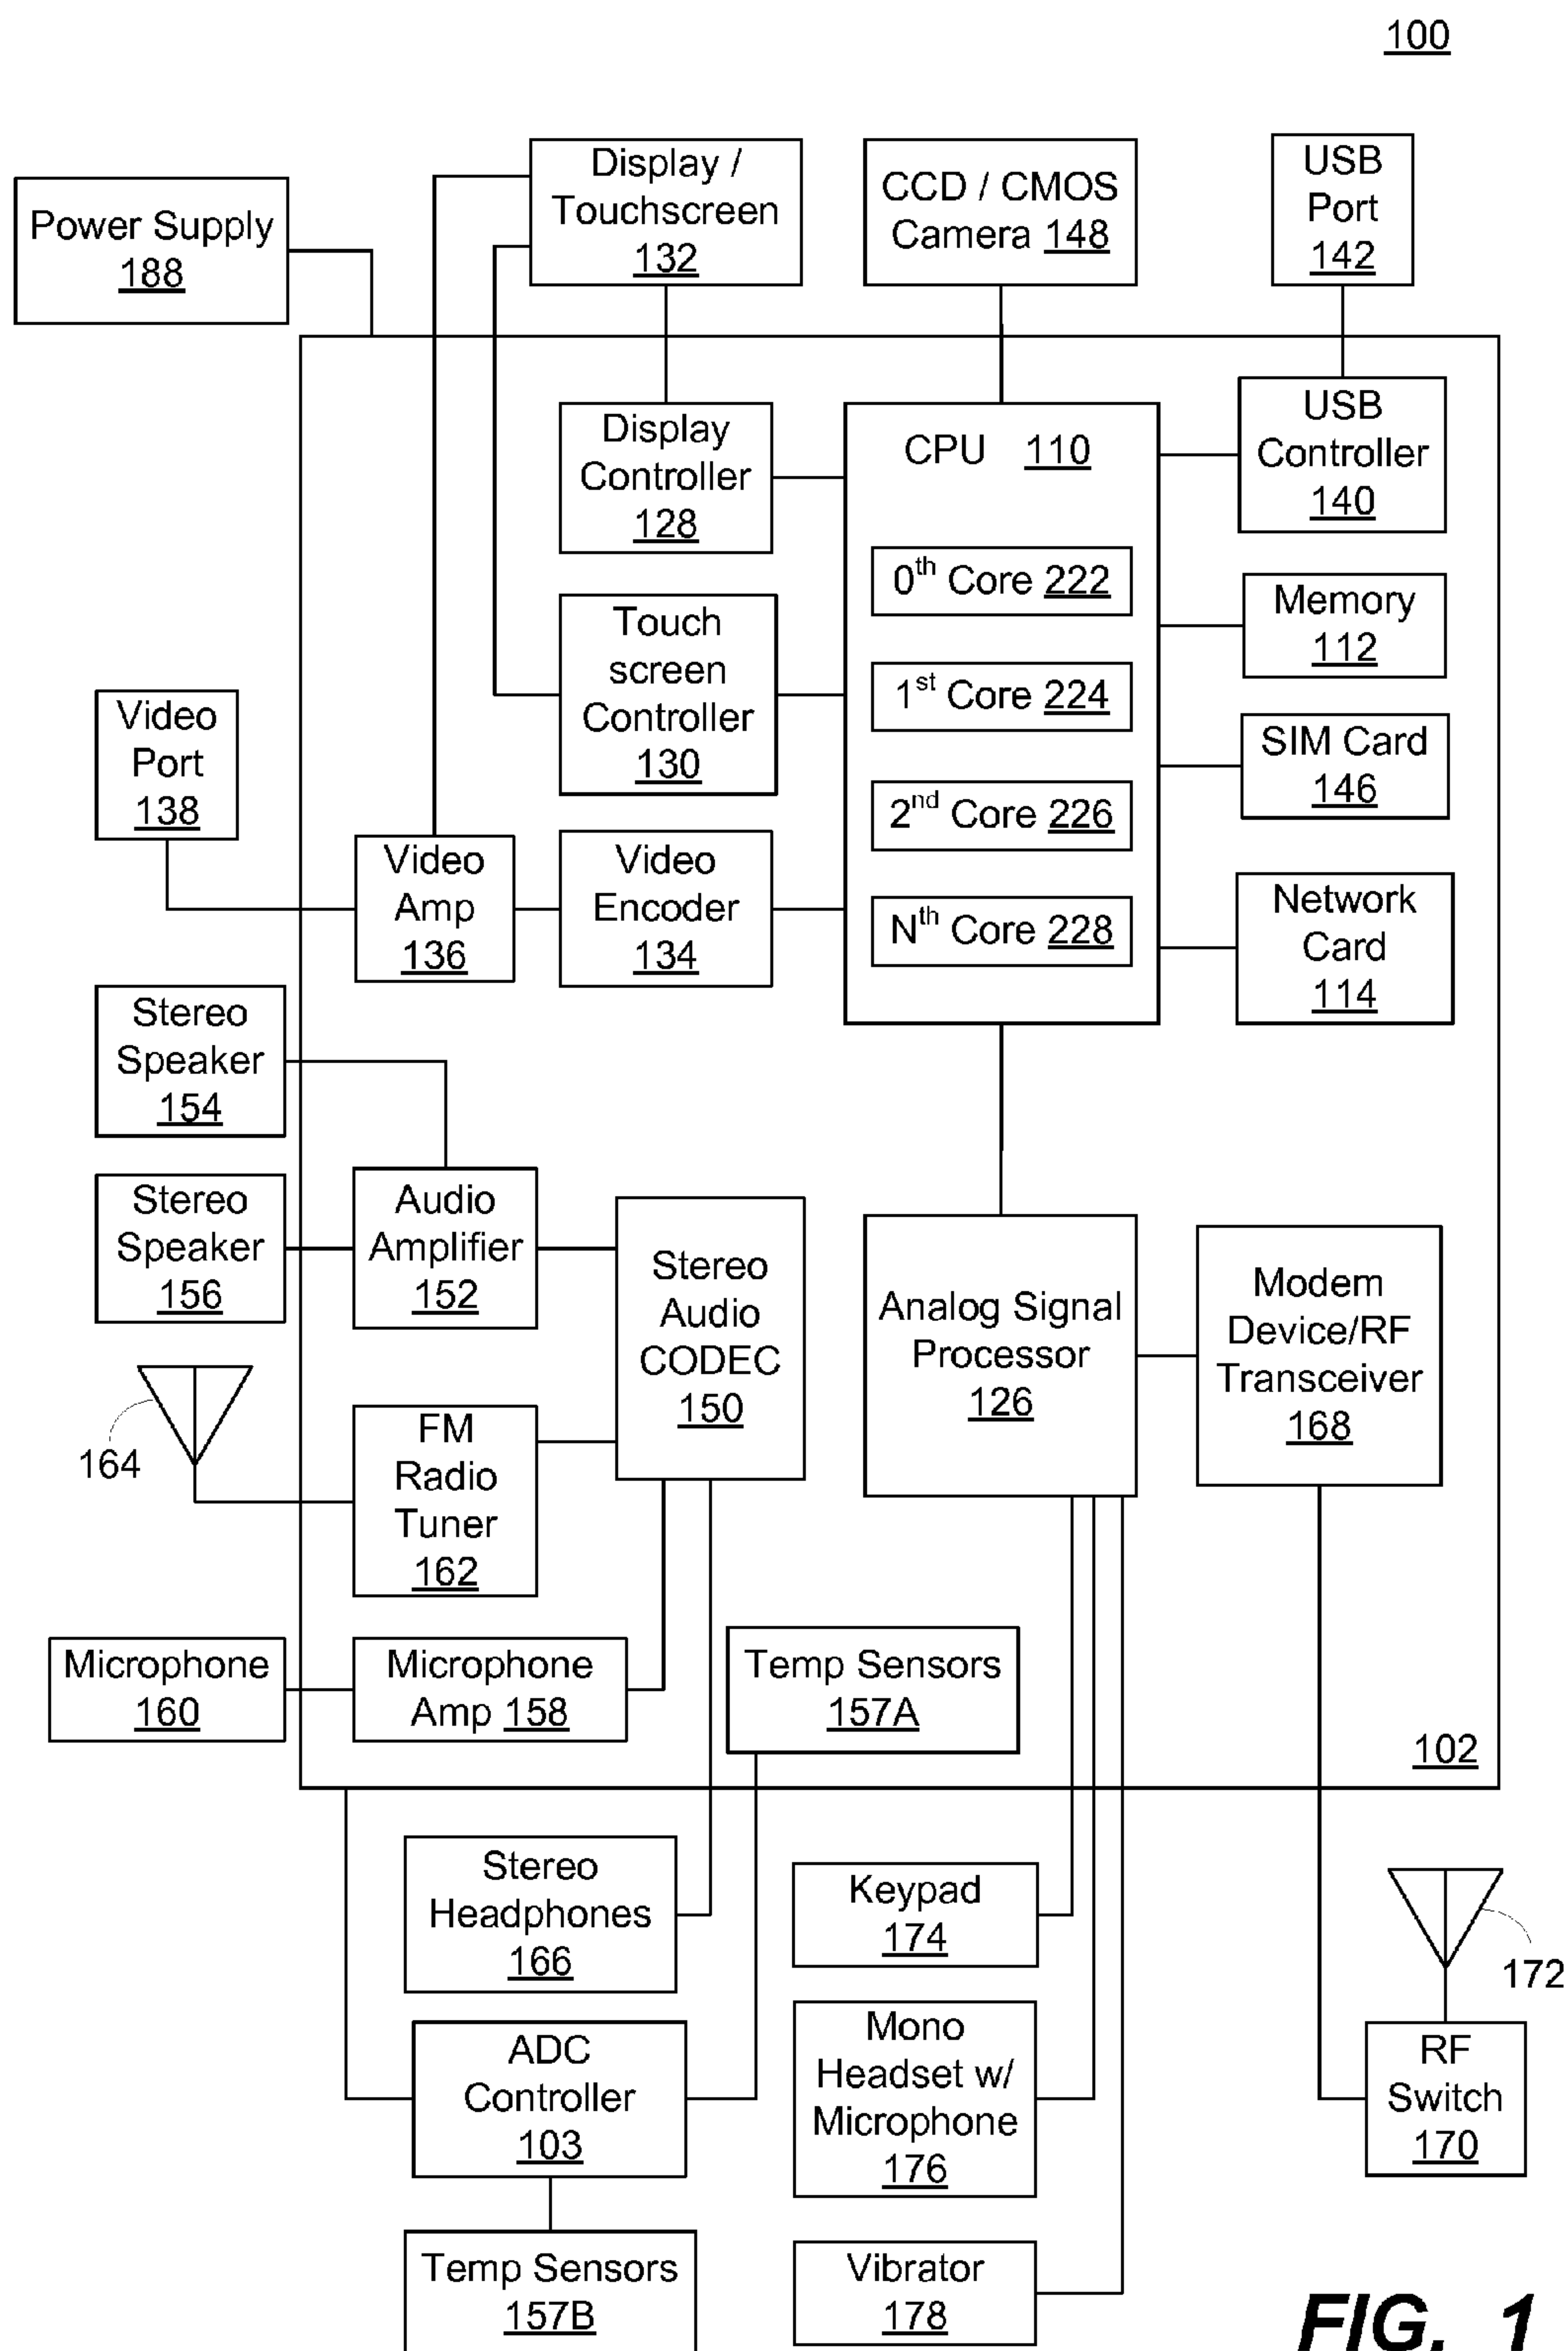 100
Power Supply
188
Display /
Touchscreen
132
CCD / CMOS
Camera 148
USB
Port
142
Display
Controller
128
CPU 110
USB
Controller
140
0th Core 222
1st Core 224
2nd Core 226
Nth Core 228
Touch
screen
Controller
130
Memory
112
SIM Card
146
Network
Card
114
Video
Port
138
Video
Amp
136
Video
Encoder
134
Stereo
Speaker
154
Stereo
Speaker
156
Audio
Amplifier
152
Stereo
Audio
CODEC
150
Analog Signal
Processor
126
Modem
Device/RF
Transceiver
168
164
FM
Radio
Tuner
162
Microphone
160
Microphone
Amp 158
Temp Sensors
157A
102
Stereo
Headphones
166
Keypad
174
172
ADC
Controller
103
Mono
Headset w/
Microphone
176
RF
Switch
170
Temp Sensors
157B
Vibrator
178
FIG. 1